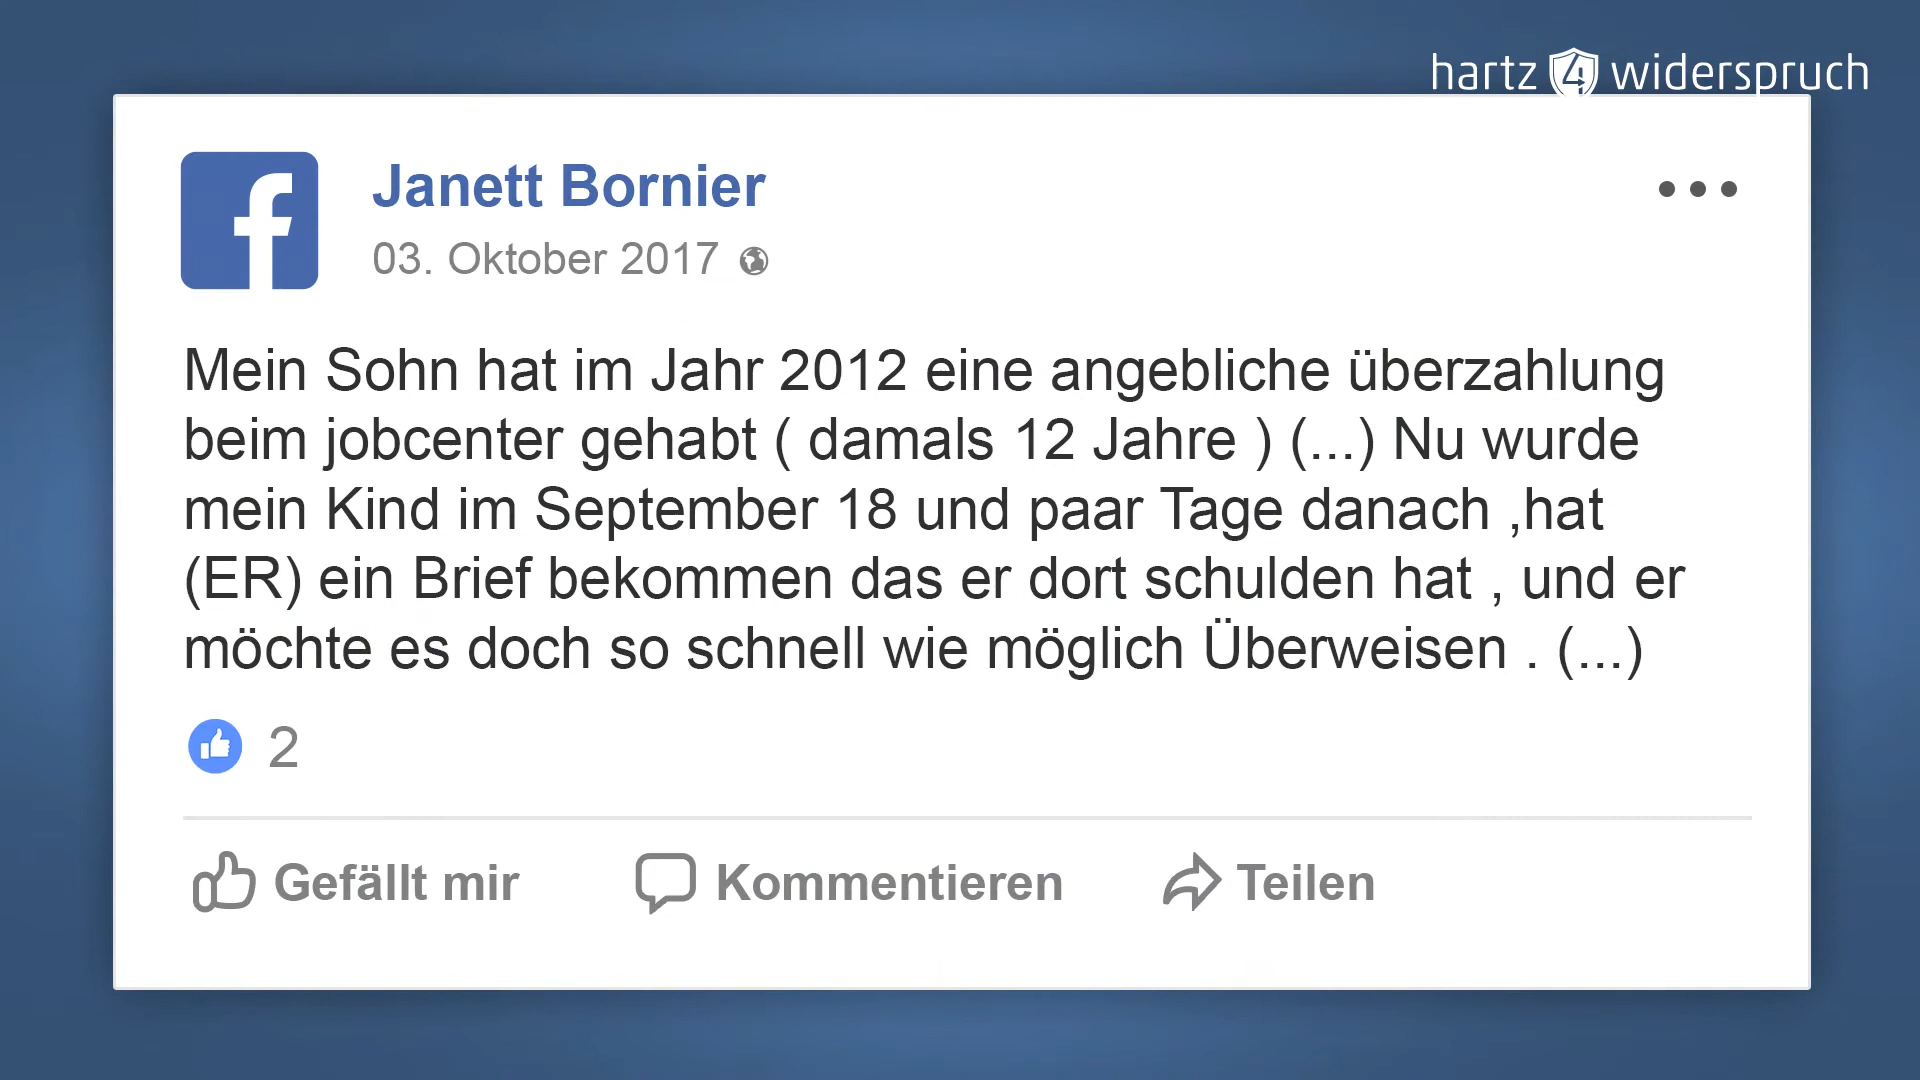 hartz 4 widerspruch
Janett Bornier
03. Oktober 2017
Mein Sohn hat im Jahr 2012 eine angebliche überzahlung
beim jobcenter gehabt ( damals 12 Jahre ) (...) Nu wurde
mein Kind im September 18 und paar Tage danach ,hat
(ER) ein Brief bekommen das er dort schulden hat , und er
möchte es doch so schnell wie möglich Überweisen . (...)
2
Gefällt mir Kommentieren Teilen